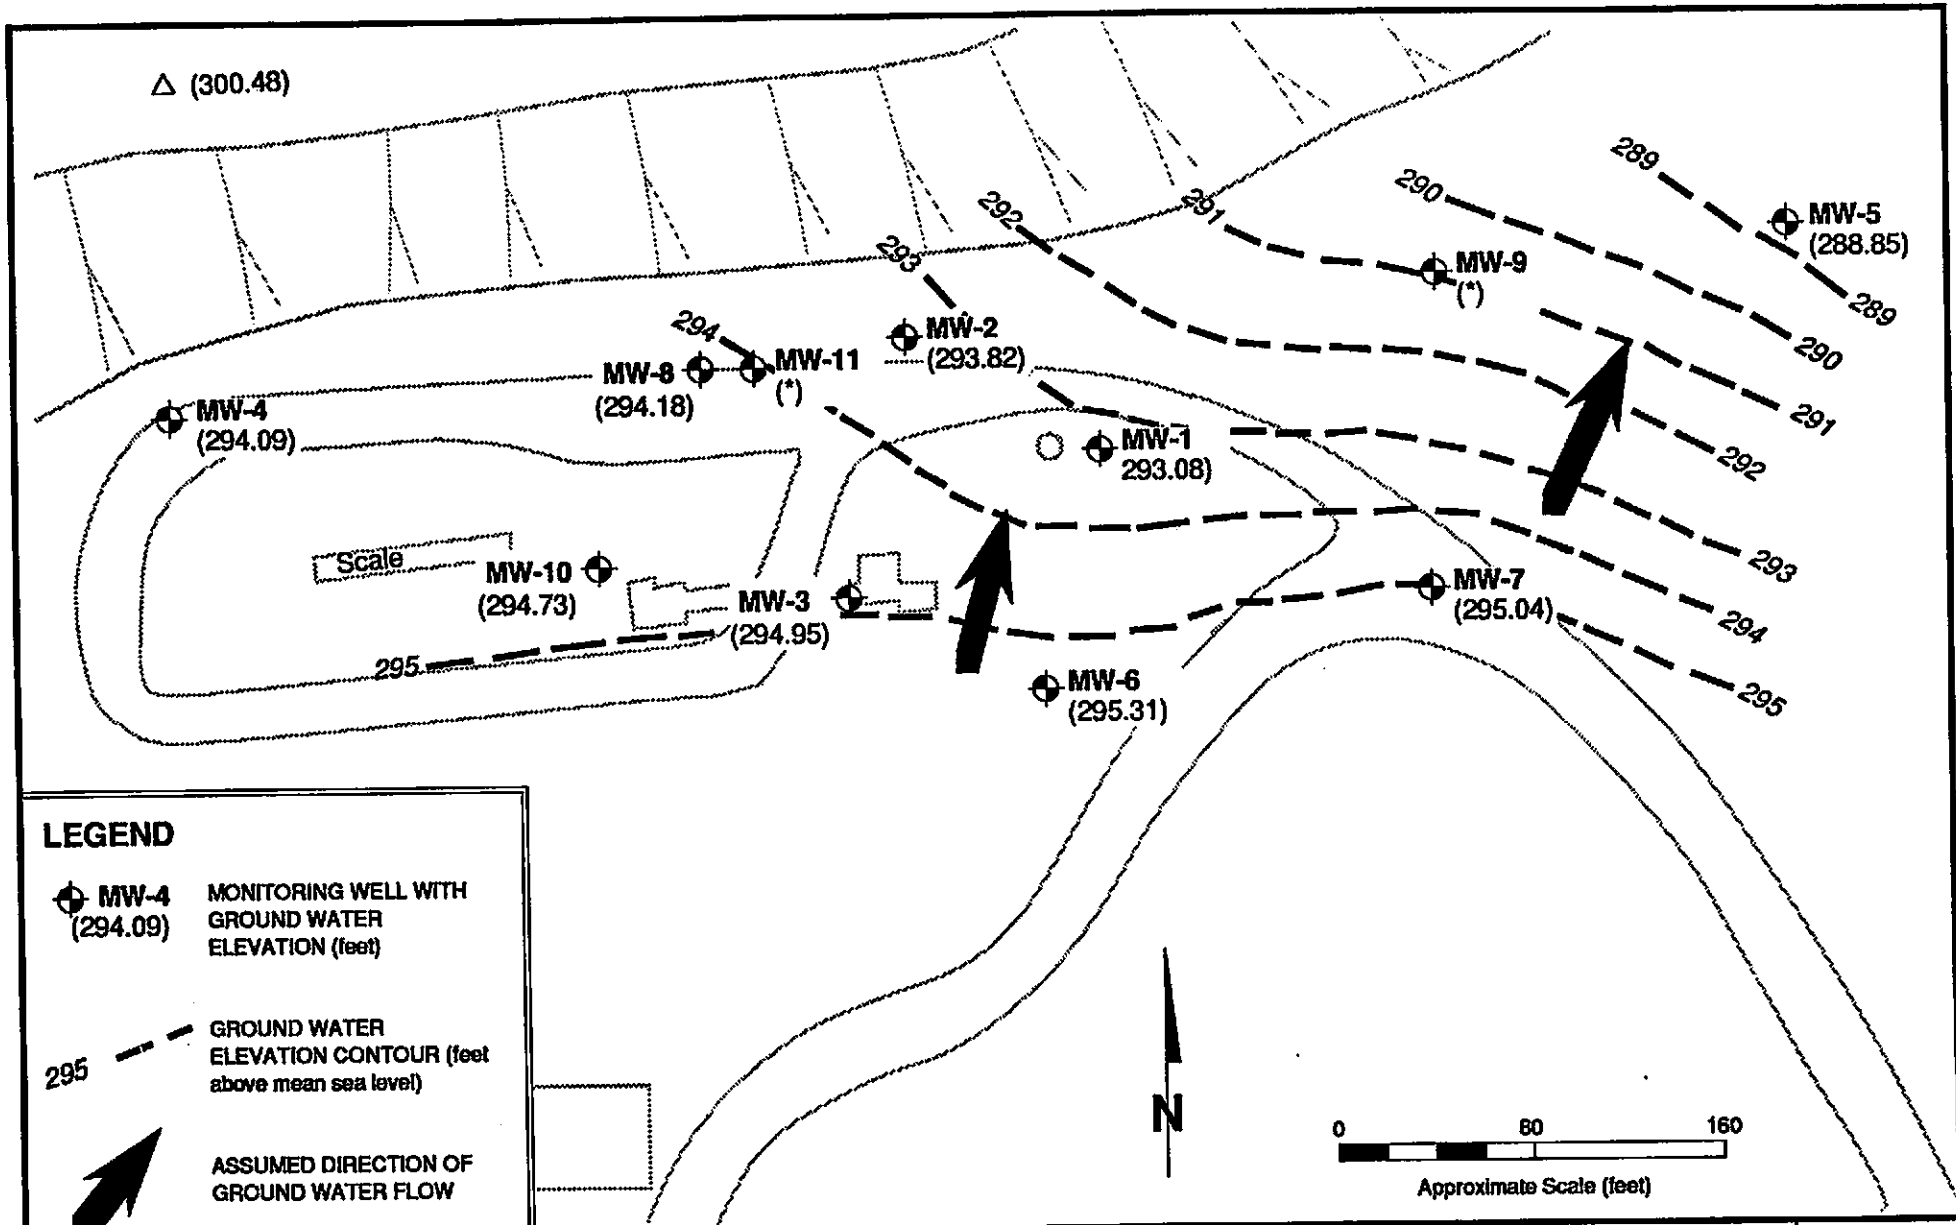 △ (300.48)
289
290
MW-5
(288.85)
292
291
293
MW-9
(*)
289
294
MW-2
(293.82)
290
MW-8
(294.18)
MW-11
(*)
MW-4
(294.09)
291
MW-1
293.08)
292
Scale
MW-10
(294.73)
MW-3
(294.95)
MW-7
(295.04)
293
294
295
MW-6
(295.31)
295
LEGEND
MW-4
(294.09)
MONITORING WELL WITH
GROUND WATER
ELEVATION (feet)
295
GROUND WATER
ELEVATION CONTOUR (feet
above mean sea level)
ASSUMED DIRECTION OF
GROUND WATER FLOW
N
0 80 160
Approximate Scale (feet)